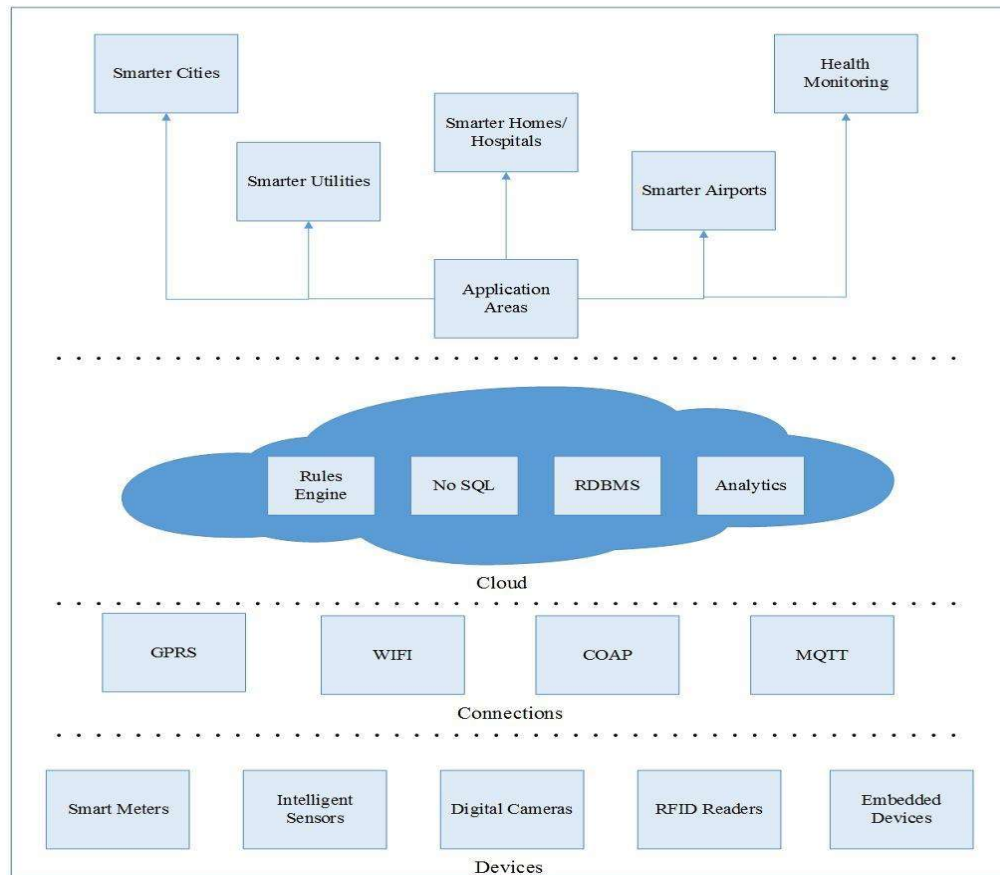 Smarter Cities
Health
Monitoring
Smarter Homes/
Hospitals
Smarter Utilities
Smarter Airports
Application
Areas
Rules
Engine
No SQL
RDBMS
Analytics
Cloud
GPRS
WIFI
COAP
MQTT
Connections
Smart Meters
Intelligent
Sensors
Digital Cameras
RFID Readers
Embedded
Devices
Devices